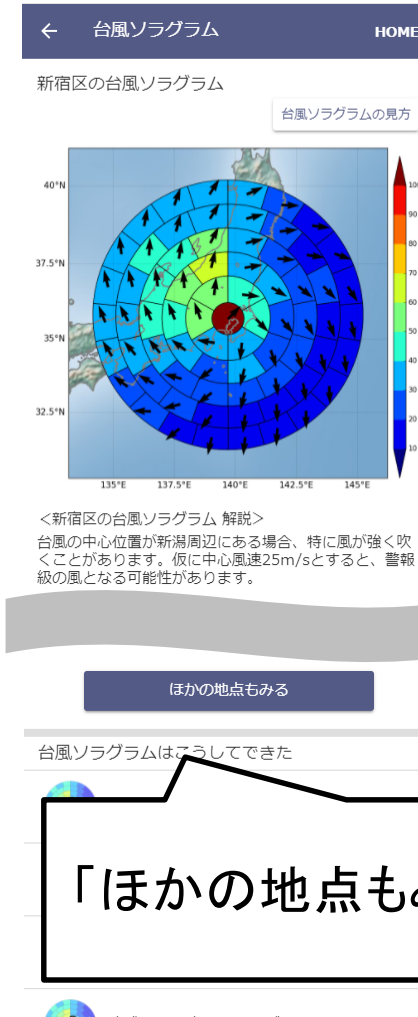 ← 台風ソラグラム HOME
新宿区の台風ソラグラム
台風ソラグラムの見方
40°N
37.5°N
35°N
32.5°N
135°E 137.5°E 140°E 142.5°E 145°E
100
90
80
70
60
50
40
30
20
10
＜新宿区の台風ソラグラム 解説＞
台風の中心位置が新潟周辺にある場合、特に風が強く吹
くことがあります。仮に中心風速25m/sとすると、警報
級の風となる可能性があります。
ほかの地点もみる
台風ソラグラムはこうしてできた
「ほかの地点もみ